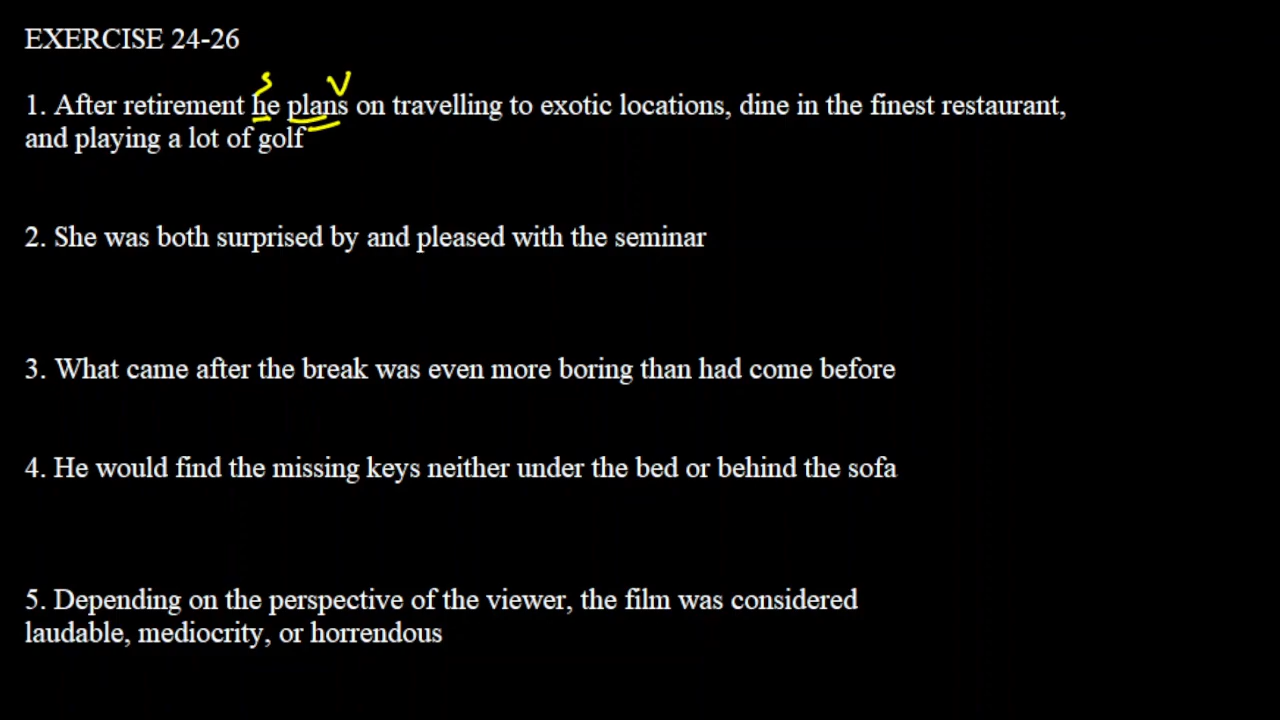 EXERCISE 24-26
S V
1. After retirement he plans on travelling to exotic locations, dine in the finest restaurant,
and playing a lot of golf
2. She was both surprised by and pleased with the seminar
3. What came after the break was even more boring than had come before
4. He would find the missing keys neither under the bed or behind the sofa
5. Depending on the perspective of the viewer, the film was considered
laudable, mediocrity, or horrendous